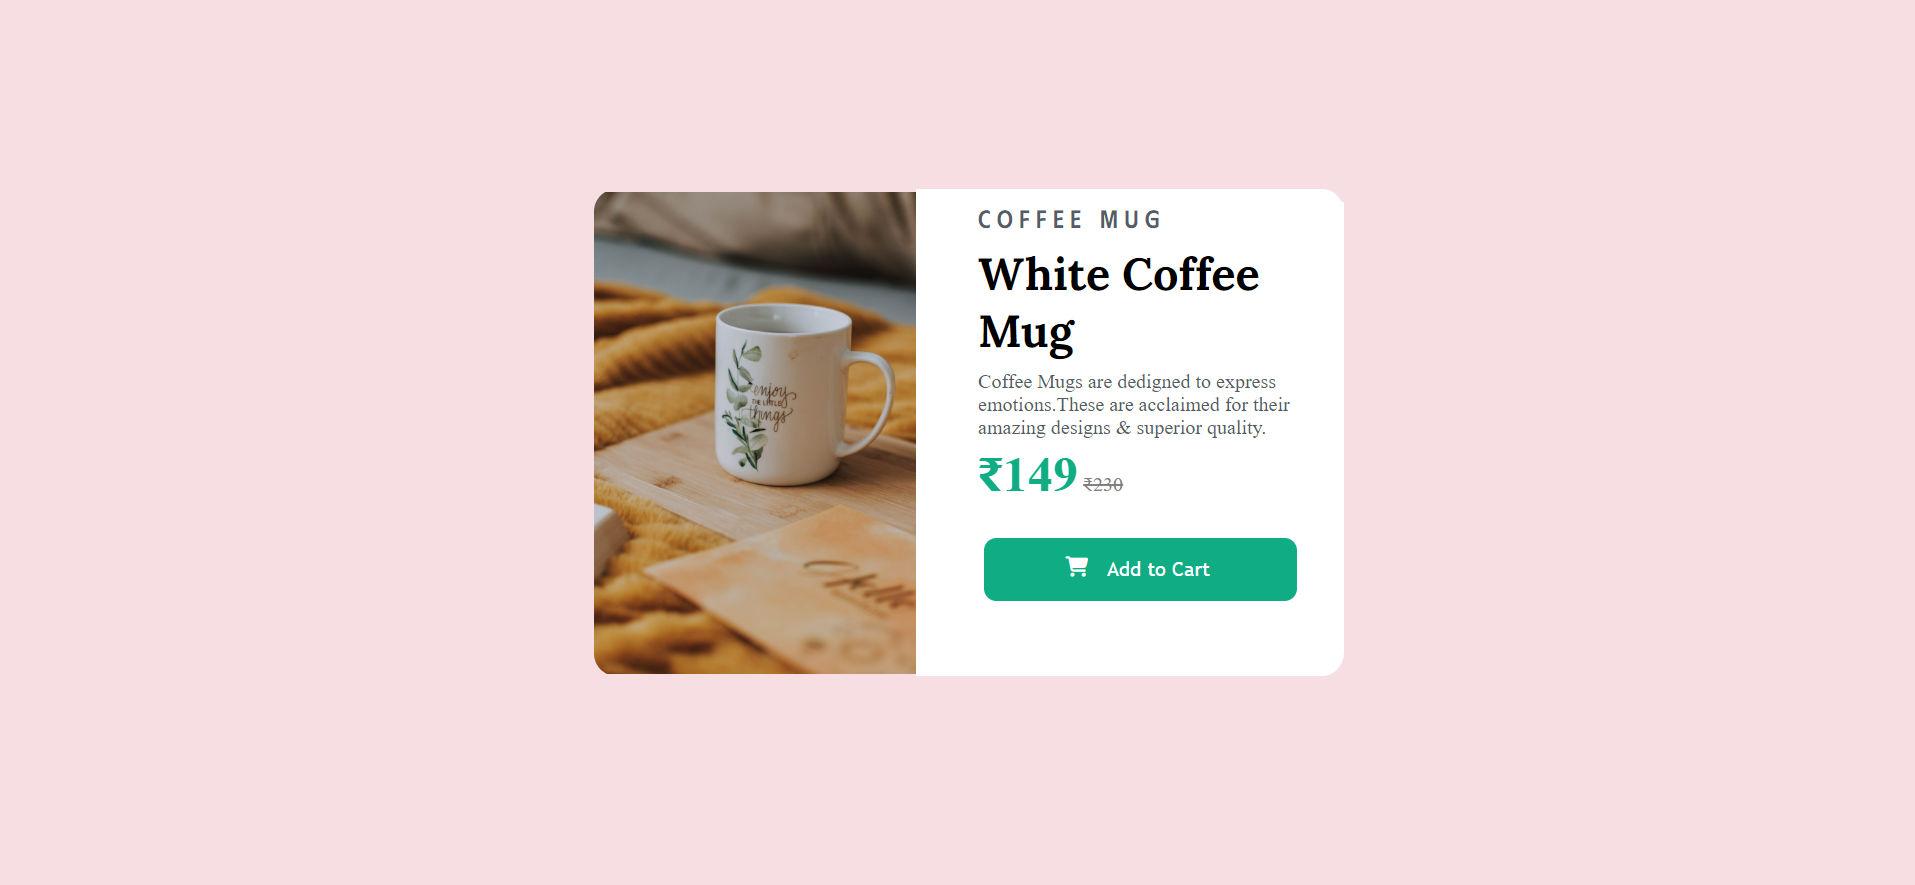 COFFEE MUG
White Coffee
Mug
Coffee Mugs are dedigned to express
emotions.These are acclaimed for their
amazing designs & superior quality.
₹149 ₹230
Add to Cart
enjoy
THE LITTLE
things